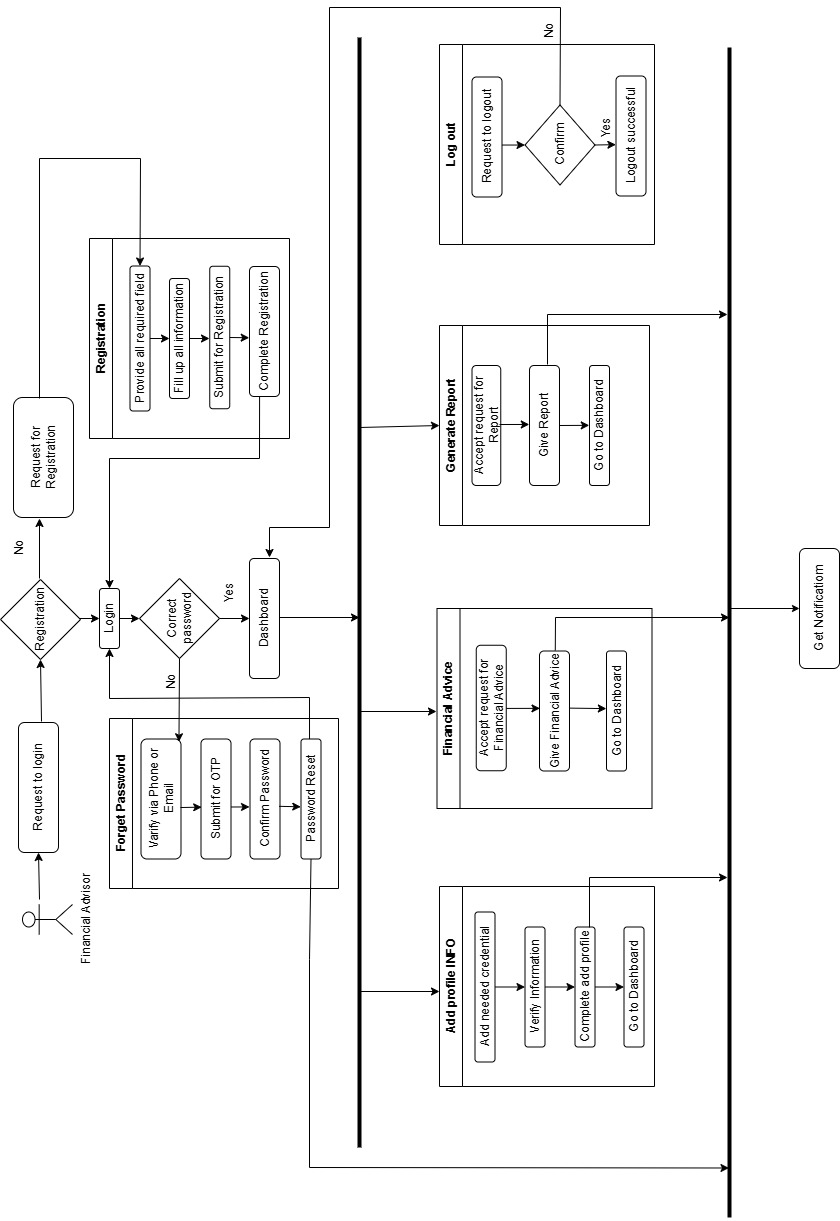 Financial Advisor
Request to login
Registration
No
Request for
Registration
Registration
Provide all required field
Fill up all information
Submit for Registration
Complete Registration
Login
Correct
password
No
Yes
Forget Password
Varify via Phone or
Email
Submit for OTP
Confirm Password
Password Reset
Dashboard
Add profile INFO
Add needed credential
Verify Information
Complete add profile
Go to Dashboard
Financial Advice
Accept request for
Financial Advice
Give Financial Advice
Go to Dashboard
Generate Report
Accept request for
Report
Give Report
Go to Dashboard
Log out
Request to logout
Confirm
No
Yes
Logout successful
Get Notificatiorn